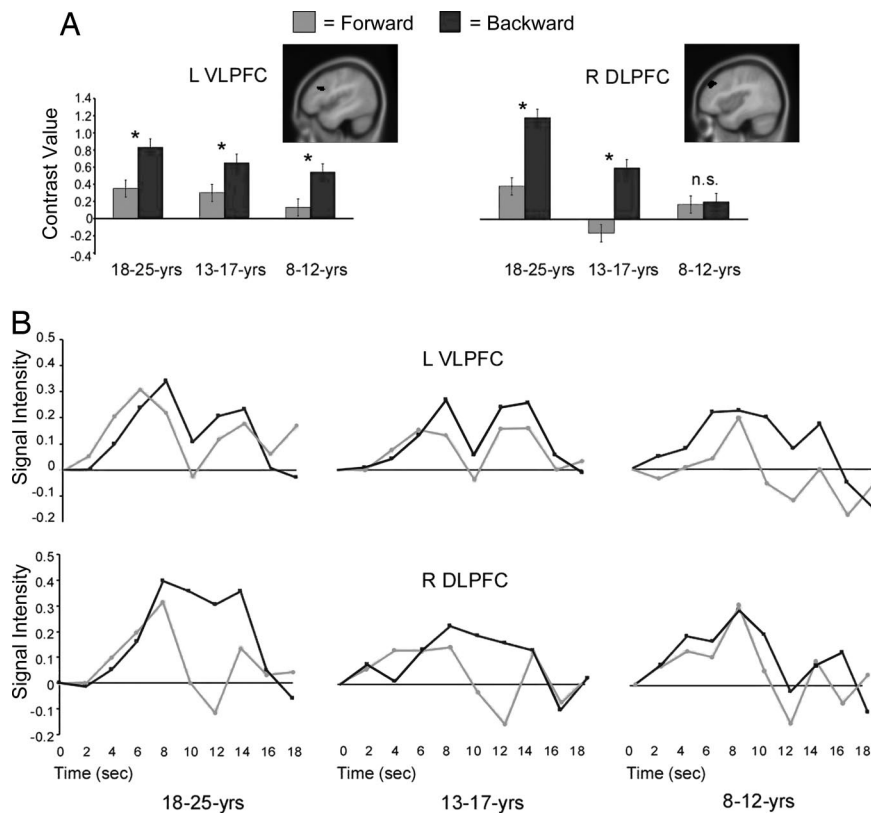 A
= Forward = Backward
L VLPFC
R DLPFC
Contrast Value
1.4
1.2
1.0
0.8
0.6
0.4
0.2
0
-0.2
-0.4
* * *
* * n.s.
18-25-yrs 13-17-yrs 8-12-yrs
18-25-yrs 13-17-yrs 8-12-yrs
B
L VLPFC
Signal Intensity
0.5
0.4
0.3
0.2
0.1
0
-0.1
-0.2
R DLPFC
Signal Intensity
0.5
0.4
0.3
0.2
0.1
0
-0.1
-0.2
0 2 4 6 8 10 12 14 16 18
0 2 4 6 8 10 12 14 16 18
0 2 4 6 8 10 12 14 16 18
Time (sec) Time (sec) Time (sec)
18-25-yrs 13-17-yrs 8-12-yrs